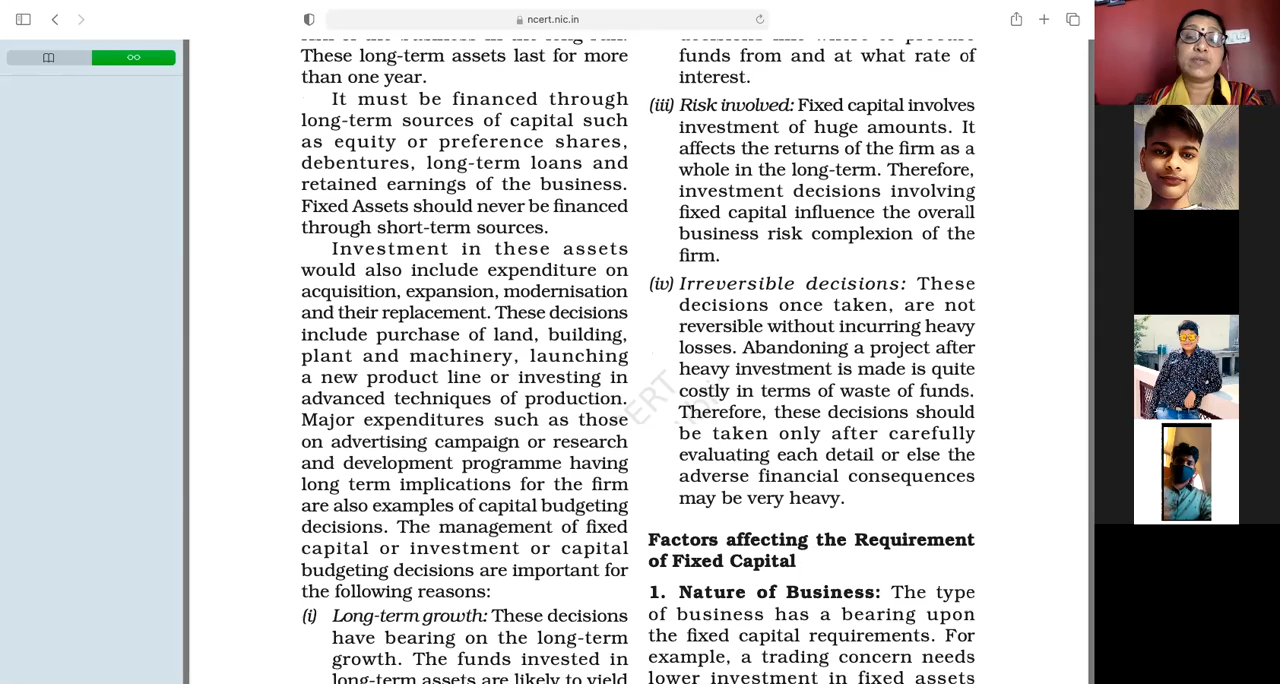 ncert.nic.in
These long-term assets last for more
than one year.
It must be financed through
long-term sources of capital such
as equity or preference shares,
debentures, long-term loans and
retained earnings of the business.
Fixed Assets should never be financed
through short-term sources.
Investment in these assets
would also include expenditure on
acquisition, expansion, modernisation
and their replacement. These decisions
include purchase of land, building,
plant and machinery, launching
a new product line or investing in
advanced techniques of production.
Major expenditures such as those
on advertising campaign or research
and development programme having
long term implications for the firm
are also examples of capital budgeting
decisions. The management of fixed
capital or investment or capital
budgeting decisions are important for
the following reasons:
(i) Long-term growth: These decisions
have bearing on the long-term
growth. The funds invested in
long-term assets are likely to yield
funds from and at what rate of
interest.
(iii) Risk involved: Fixed capital involves
investment of huge amounts. It
affects the returns of the firm as a
whole in the long-term. Therefore,
investment decisions involving
fixed capital influence the overall
business risk complexion of the
firm.
(iv) Irreversible decisions: These
decisions once taken, are not
reversible without incurring heavy
losses. Abandoning a project after
heavy investment is made is quite
costly in terms of waste of funds.
Therefore, these decisions should
be taken only after carefully
evaluating each detail or else the
adverse financial consequences
may be very heavy.
Factors affecting the Requirement
of Fixed Capital
1. Nature of Business: The type
of business has a bearing upon
the fixed capital requirements. For
example, a trading concern needs
lower investment in fixed assets